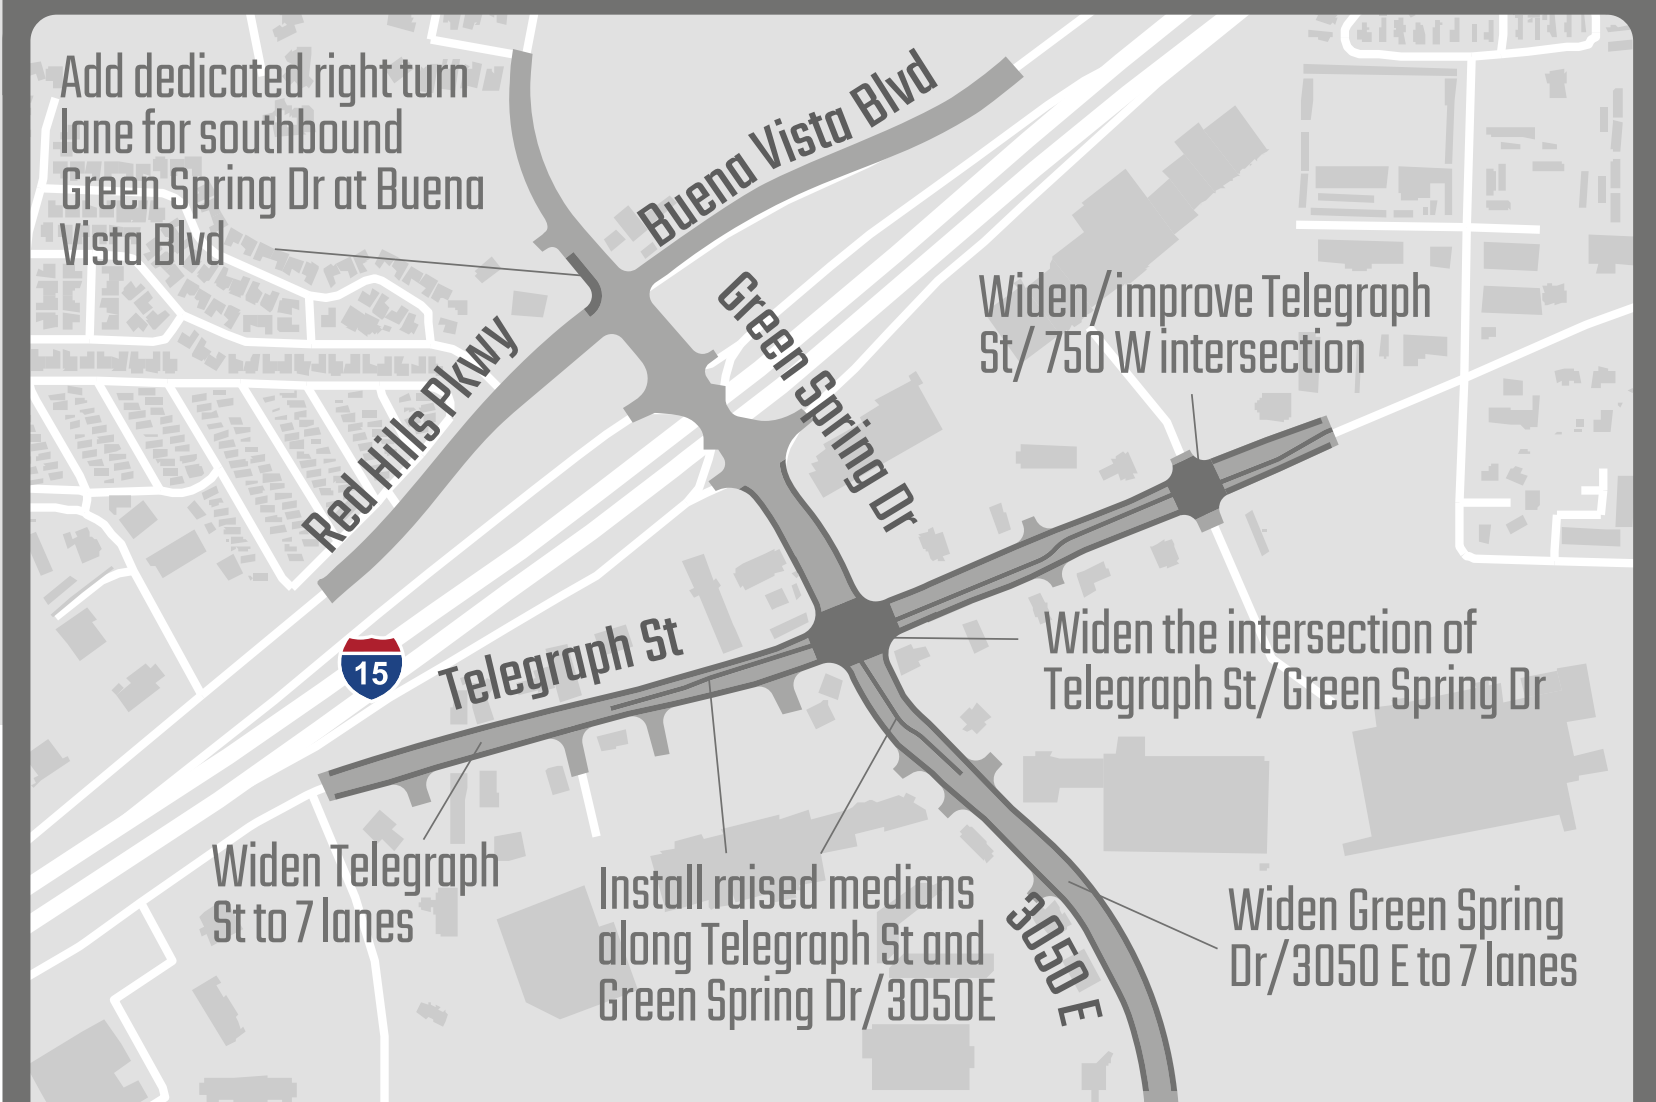 Add dedicated right turn
lane for southbound
Green Spring Dr at Buena
Vista Blvd
Buena Vista Blvd
Green Spring Dr
Widen/improve Telegraph
St/ 750 W intersection
Red Hills Pkwy
15
Telegraph St
Widen the intersection of
Telegraph St/Green Spring Dr
Widen Telegraph
St to 7 lanes
Install raised medians
along Telegraph St and
Green Spring Dr/3050E
3050 E
Widen Green Spring
Dr/3050 E to 7 lanes